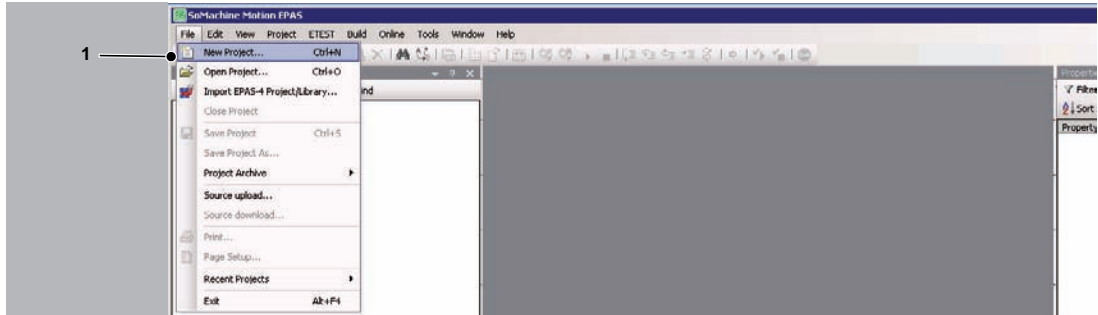 SoMachine Motion EPAS
File Edit View Project ETEST Build Online Tools Window Help
1
New Project... Ctrl+N
Open Project... Ctrl+O
Import EPAS-4 Project/Library...
Close Project
Save Project Ctrl+S
Save Project As...
Project Archive
Source upload...
Source download...
Print...
Page Setup...
Recent Projects
Exit Alt+F4
nd
Properti
Filter
Sort
Property